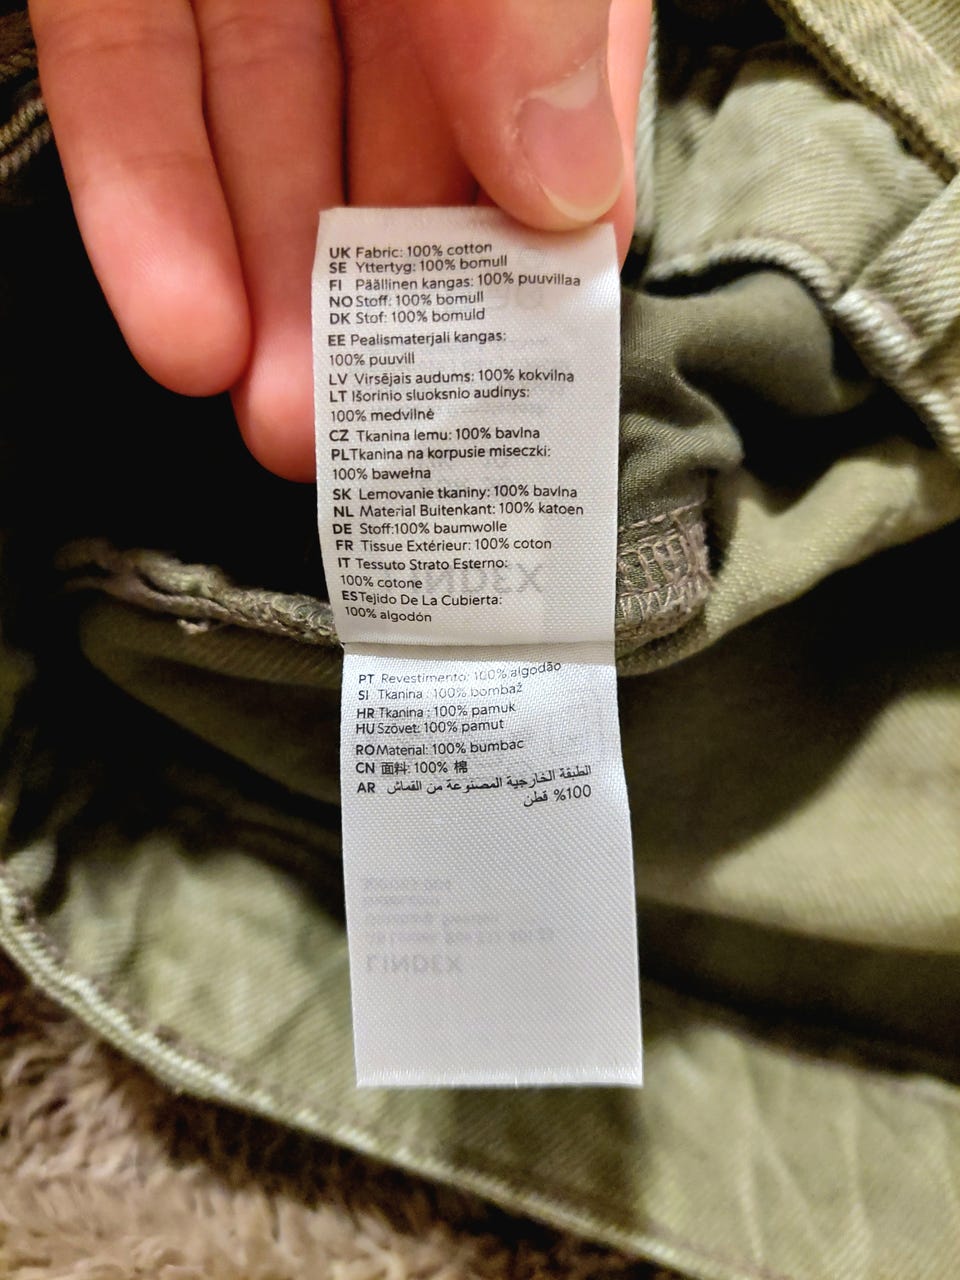 UK Fabric: 100% cotton
SE Yttertyg: 100% bomull
FI Päällinen kangas: 100% puuvillaa
NO Stoff: 100% bomull
DK Stof: 100% bomuld
EE Pealismaterjali kangas:
100% puuvill
LV Virsējais audums: 100% kokvilna
LT Išorinio sluoksnio audinys:
100% medvilnė
CZ Tkanina lemu: 100% bavlna
PLTkanina na korpusie miseczki:
100% bawełna
SK Lemovanie tkaniny: 100% bavlna
NL Material Buitenkant: 100% katoen
DE Stoff:100% baumwolle
FR Tissue Extérieur: 100% coton
IT Tessuto Strato Esterno:
100% cotone
ESTejido De La Cubierta:
100% algodón
PT Revestimento: 100% algodão
SI Tkanina : 100% bombaž
HR Tkanina : 100% pamuk
HU Szövet: 100% pamut
ROMaterial: 100% bumbac
CN 面料: 100% 棉
AR الطبقة الخارجية المصنوعة من القماش
100% قطن
LINDEX